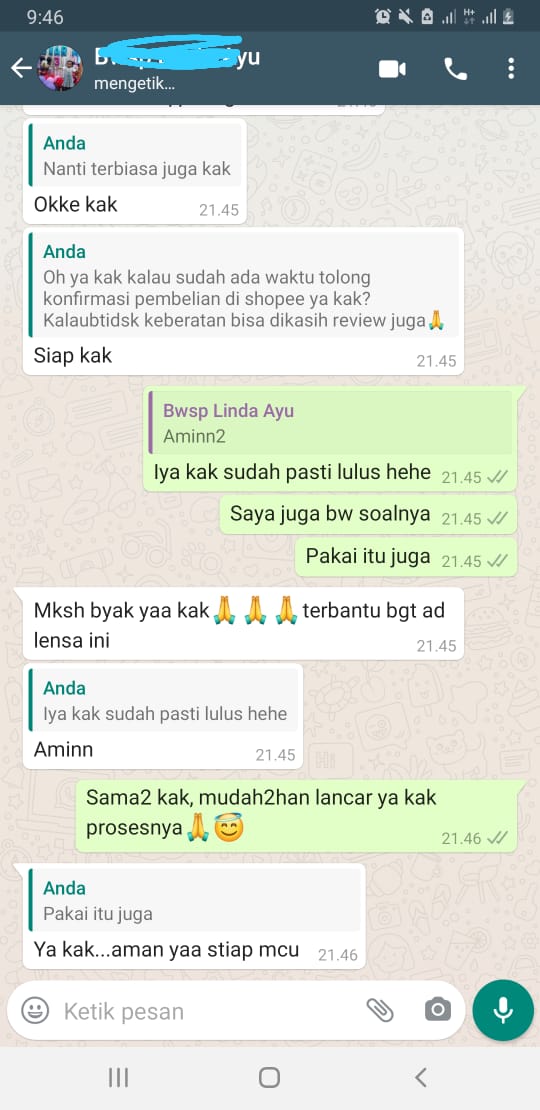 9:46
yu
mengetik...
Anda
Nanti terbiasa juga kak
Okke kak
21.45
Anda
Oh ya kak kalau sudah ada waktu tolong
konfirmasi pembelian di shopee ya kak?
Kalaubtidsk keberatan bisa dikasih review juga🙏
Siap kak
21.45
Bwsp Linda Ayu
Aminn2
Iya kak sudah pasti lulus hehe
21.45
Saya juga bw soalnya
21.45
Pakai itu juga
21.45
Mksh byak yaa kak🙏🙏🙏terbantu bgt ad
lensa ini
21.45
Anda
Iya kak sudah pasti lulus hehe
Aminn
21.45
Sama2 kak, mudah2han lancar ya kak
prosesnya🙏😇
21.46
Anda
Pakai itu juga
Ya kak...aman yaa stiap mcu
21.46
Ketik pesan